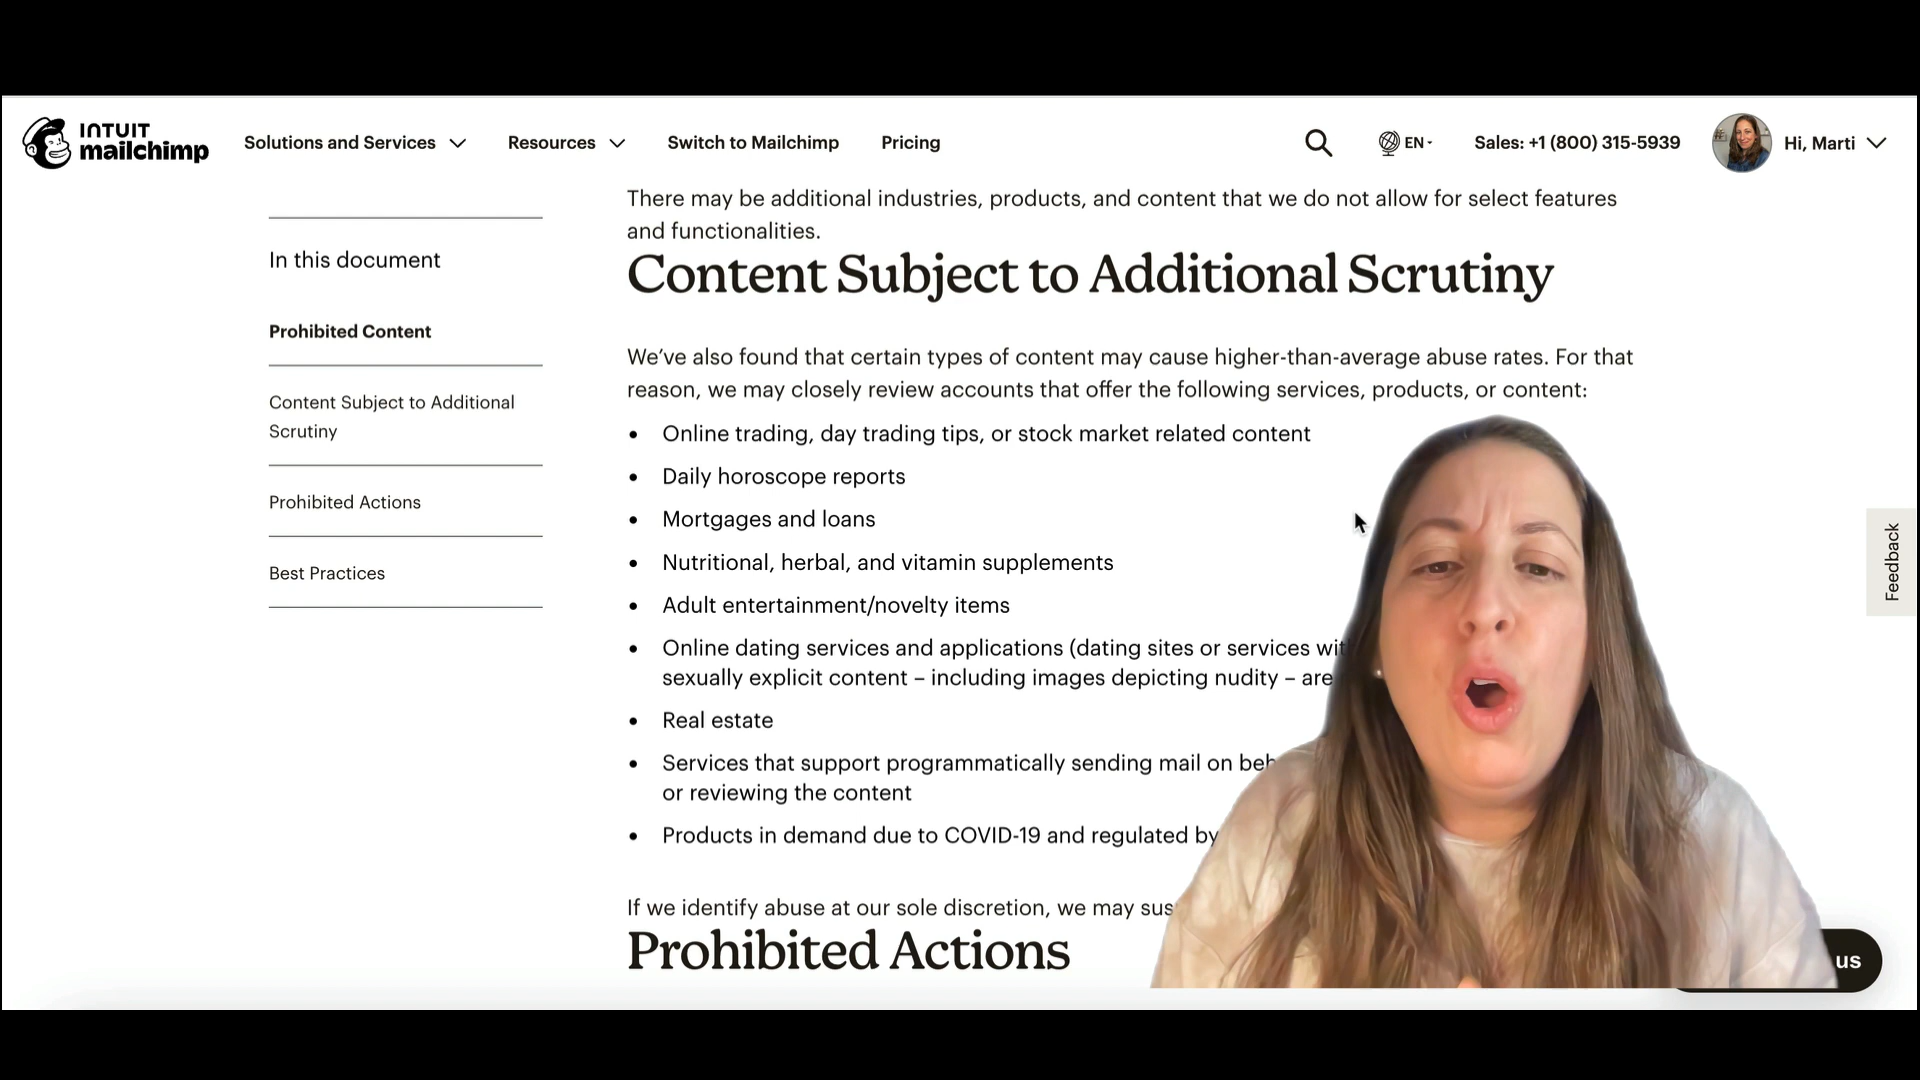 INTUIT
mailchimp
Solutions and Services
Resources
Switch to Mailchimp
Pricing
EN
Sales: +1 (800) 315-5939
Hi, Marti
In this document
Prohibited Content
Content Subject to Additional
Scrutiny
Prohibited Actions
Best Practices
There may be additional industries, products, and content that we do not allow for select features
and functionalities.
Content Subject to Additional Scrutiny
We’ve also found that certain types of content may cause higher-than-average abuse rates. For that
reason, we may closely review accounts that offer the following services, products, or content:
• Online trading, day trading tips, or stock market related content
• Daily horoscope reports
• Mortgages and loans
• Nutritional, herbal, and vitamin supplements
• Adult entertainment/novelty items
• Online dating services and applications (dating sites or services
sexually explicit content – including images depicting nudity – are
• Real estate
• Services that support programmatically sending mail on
or reviewing the content
• Products in demand due to COVID-19 and regulated by
If we identify abuse at our sole discretion, we may
Prohibited Actions
Feedback
us